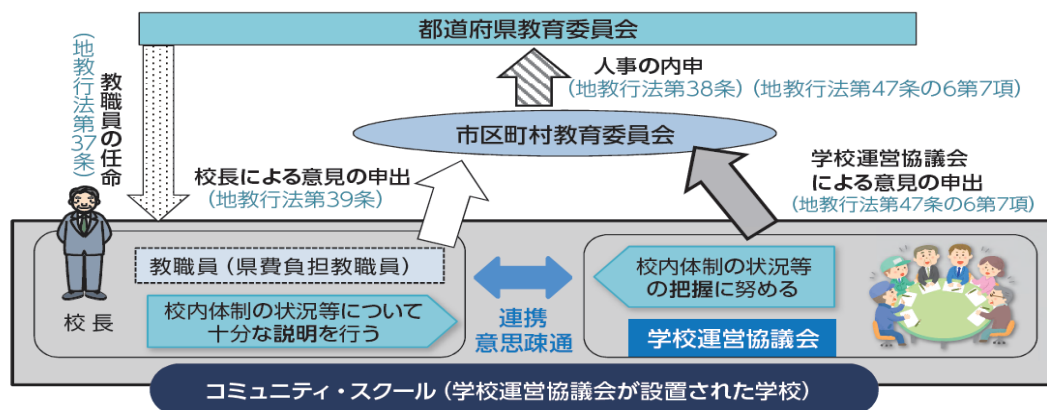 都道府県教育委員会
教職員の任命
(地教行法第37条)
人事の内申
(地教行法第38条) (地教行法第47条の6第7項)
市区町村教育委員会
校長による意見の申出
(地教行法第39条)
学校運営協議会
による意見の申出
(地教行法第47条の6第7項)
教職員(県費負担教職員)
校内体制の状況等について
十分な説明を行う
校長
連携
意思疎通
校内体制の状況等
の把握に努める
学校運営協議会
コミュニティ・スクール(学校運営協議会が設置された学校)